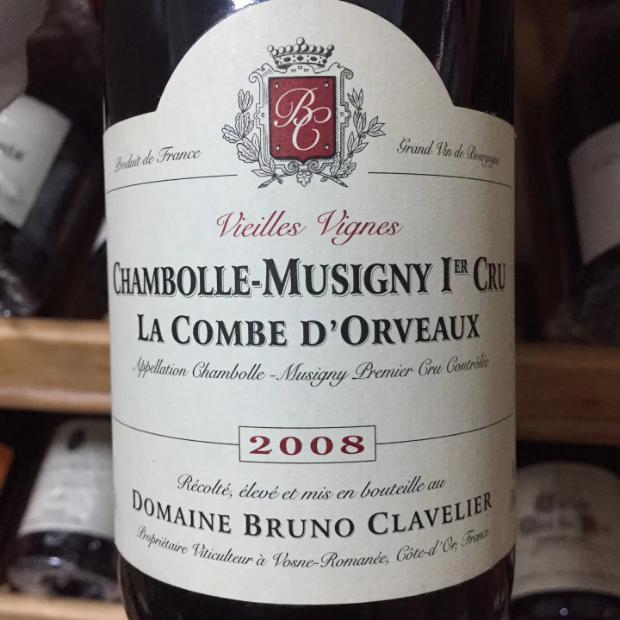 BC
Produit de France
Grand Vin de Bourgogne
Vieilles Vignes
CHAMBOLLE-MUSIGNY 1ER CRU
LA COMBE D'ORVEAUX
Appellation Chambolle-Musigny Premier Cru Contrôlée
2008
Récolté, élevé et mis en bouteille au
DOMAINE BRUNO CLAVELIER
Propriétaire Viticulteur à Vosne-Romanée, Côte-d'Or, France